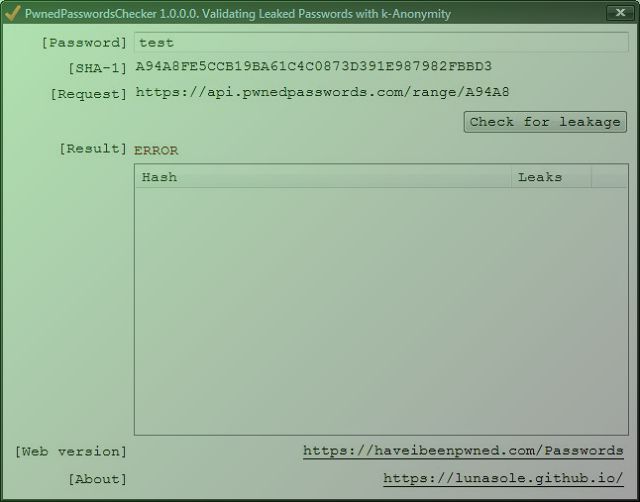 PwnedPasswordsChecker 1.0.0.0. Validating Leaked Passwords with k-Anonymity
[Password] test
[SHA-1] A94A8FE5CCB19BA61C4C0873D391E987982FBBD3
[Request] https://api.pwnedpasswords.com/range/A94A8
Check for leakage
[Result] ERROR
Hash Leaks
[Web version] https://haveibeenpwned.com/Passwords
[About] https://lunasole.github.io/